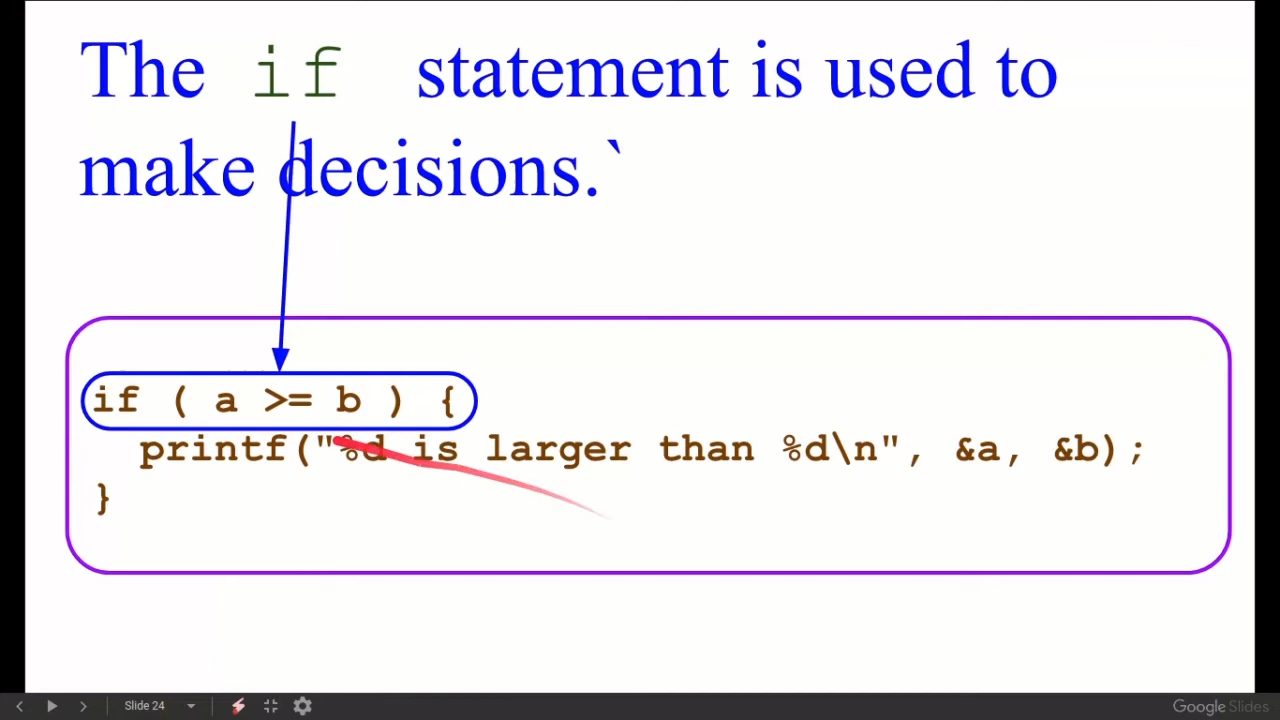 The if statement is used to
make decisions.`
if ( a >= b ) {
printf("%d is larger than %d\n", &a, &b);
}
Slide 24
Google Slides